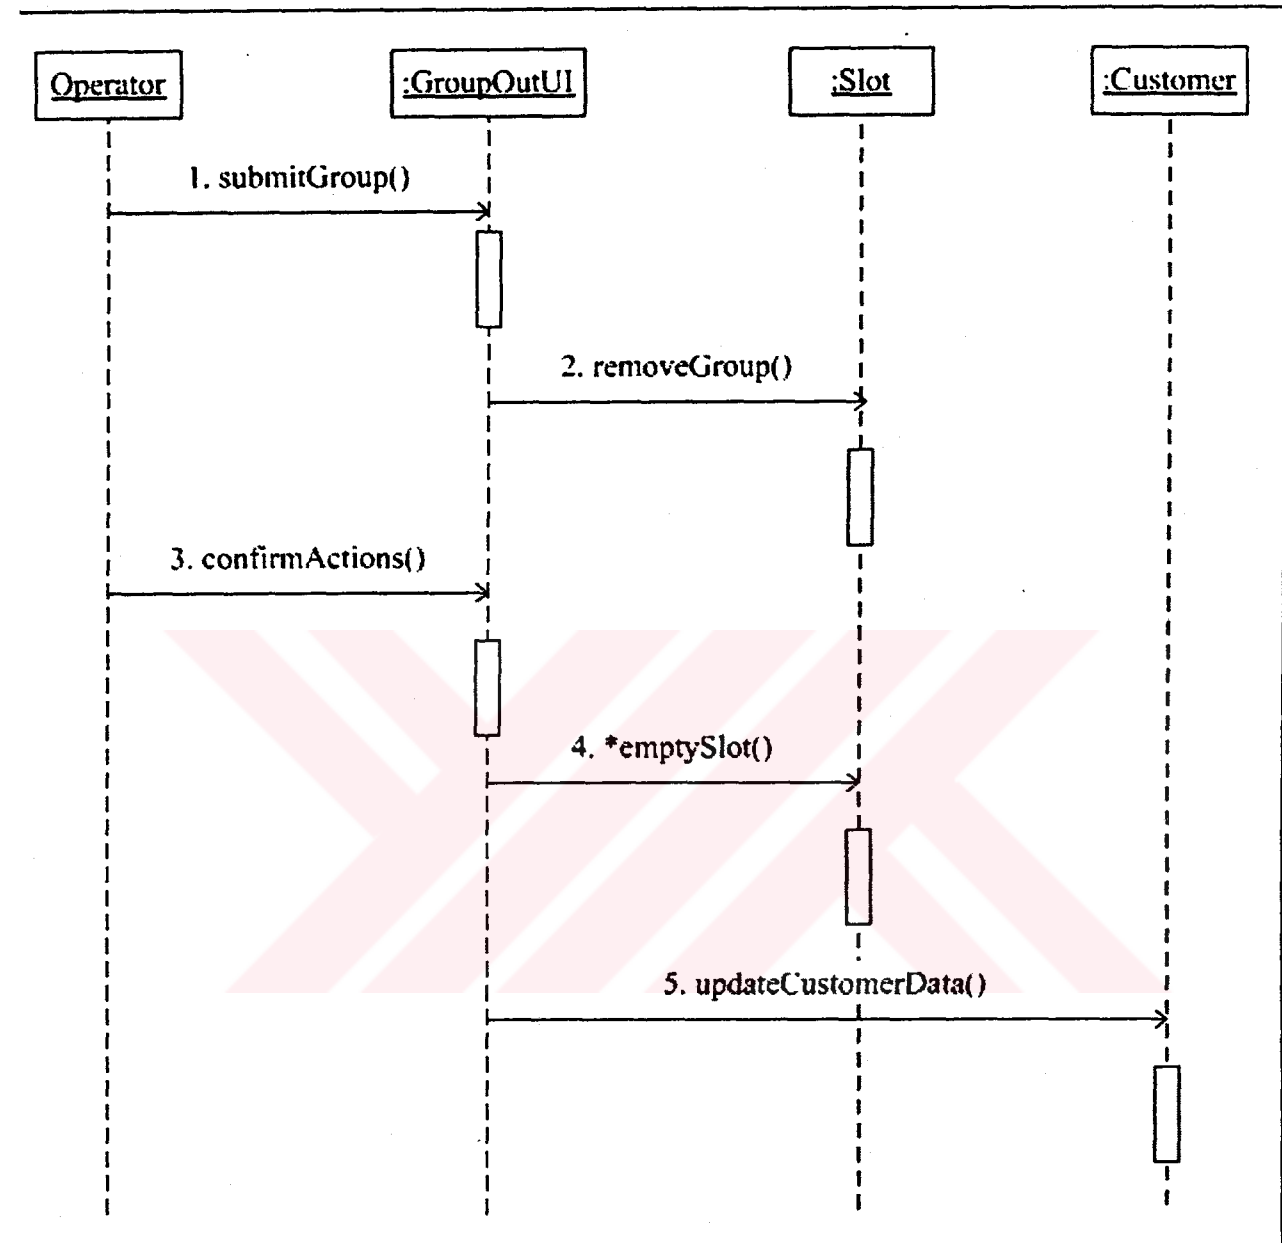 Operator
:GroupOutUI
:Slot
:Customer
1. submitGroup()
2. removeGroup()
3. confirmActions()
4. *emptySlot()
5. updateCustomerData()